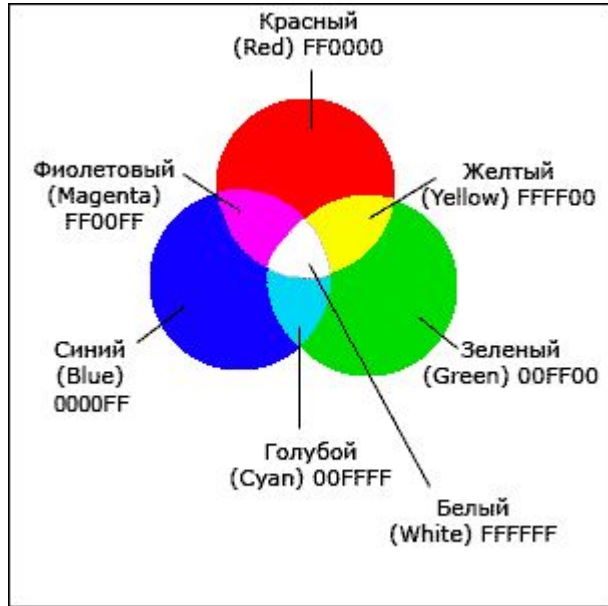 Красный
(Red) FF0000
Фиолетовый
(Magenta)
FF00FF
Желтый
(Yellow) FFFF00
Синий
(Blue)
0000FF
Зеленый
(Green) 00FF00
Голубой
(Cyan) 00FFFF
Белый
(White) FFFFFF